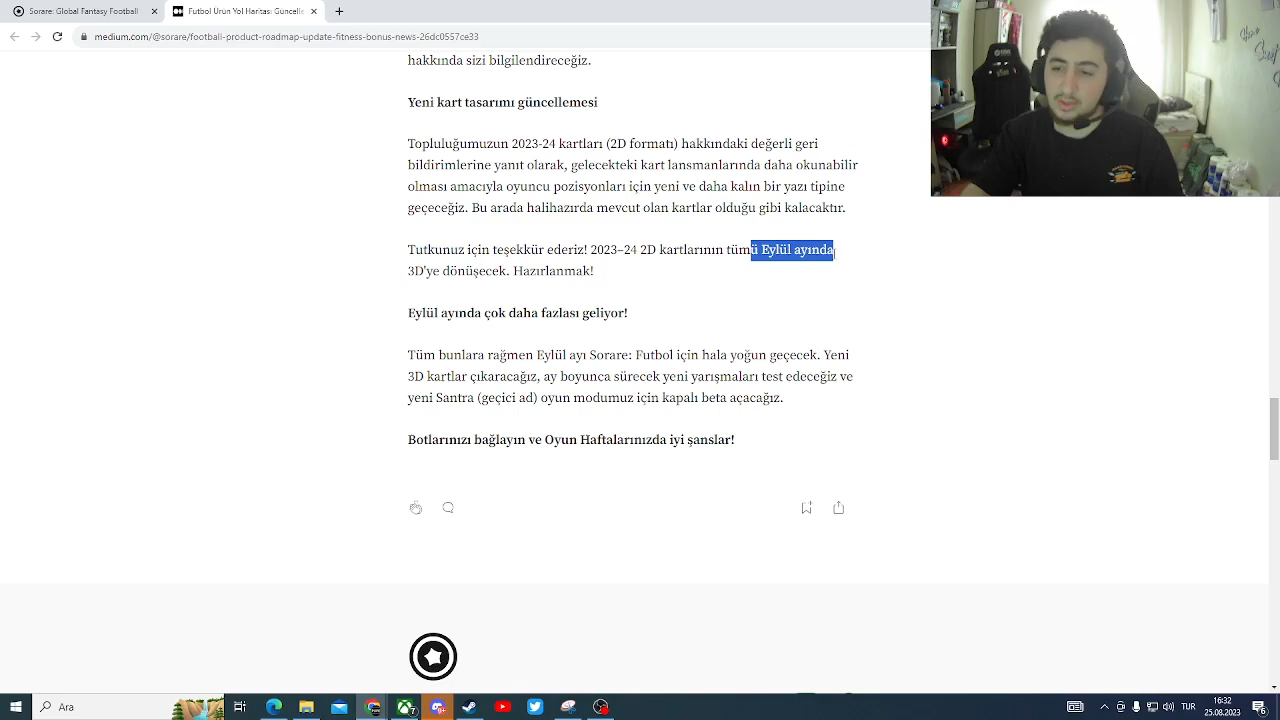 Sorare: Global Fantasy Football
Futbol Ürün Yol Haritası Güncelle
medium.com/@sorare/football-product-roadmap-update-fitness-bonus-news-26dc0557ce33
hakkında sizi bilgilendireceğiz.
Yeni kart tasarımı güncellemesi
Topluluğumuzun 2023-24 kartları (2D formatı) hakkındaki değerli geri
bildirimlerine yanıt olarak, gelecekteki kart lansmanlarında daha okunabilir
olması amacıyla oyuncu pozisyonları için yeni ve daha kalın bir yazı tipine
geçeceğiz. Bu arada halihazırda mevcut olan kartlar olduğu gibi kalacaktır.
Tutkunuz için teşekkür ederiz! 2023–24 2D kartlarının tümü Eylül ayında
3D'ye dönüşecek. Hazırlanmak!
Eylül ayında çok daha fazlası geliyor!
Tüm bunlara rağmen Eylül ayı Sorare: Futbol için hala yoğun geçecek. Yeni
3D kartlar çıkaracağız, ay boyunca sürecek yeni yarışmaları test edeceğiz ve
yeni Santra (geçici ad) oyun modumuz için kapalı beta açacağız.
Botlarınızı bağlayın ve Oyun Haftalarınızda iyi şanslar!
Ara
TUR
16:32
25.08.2023